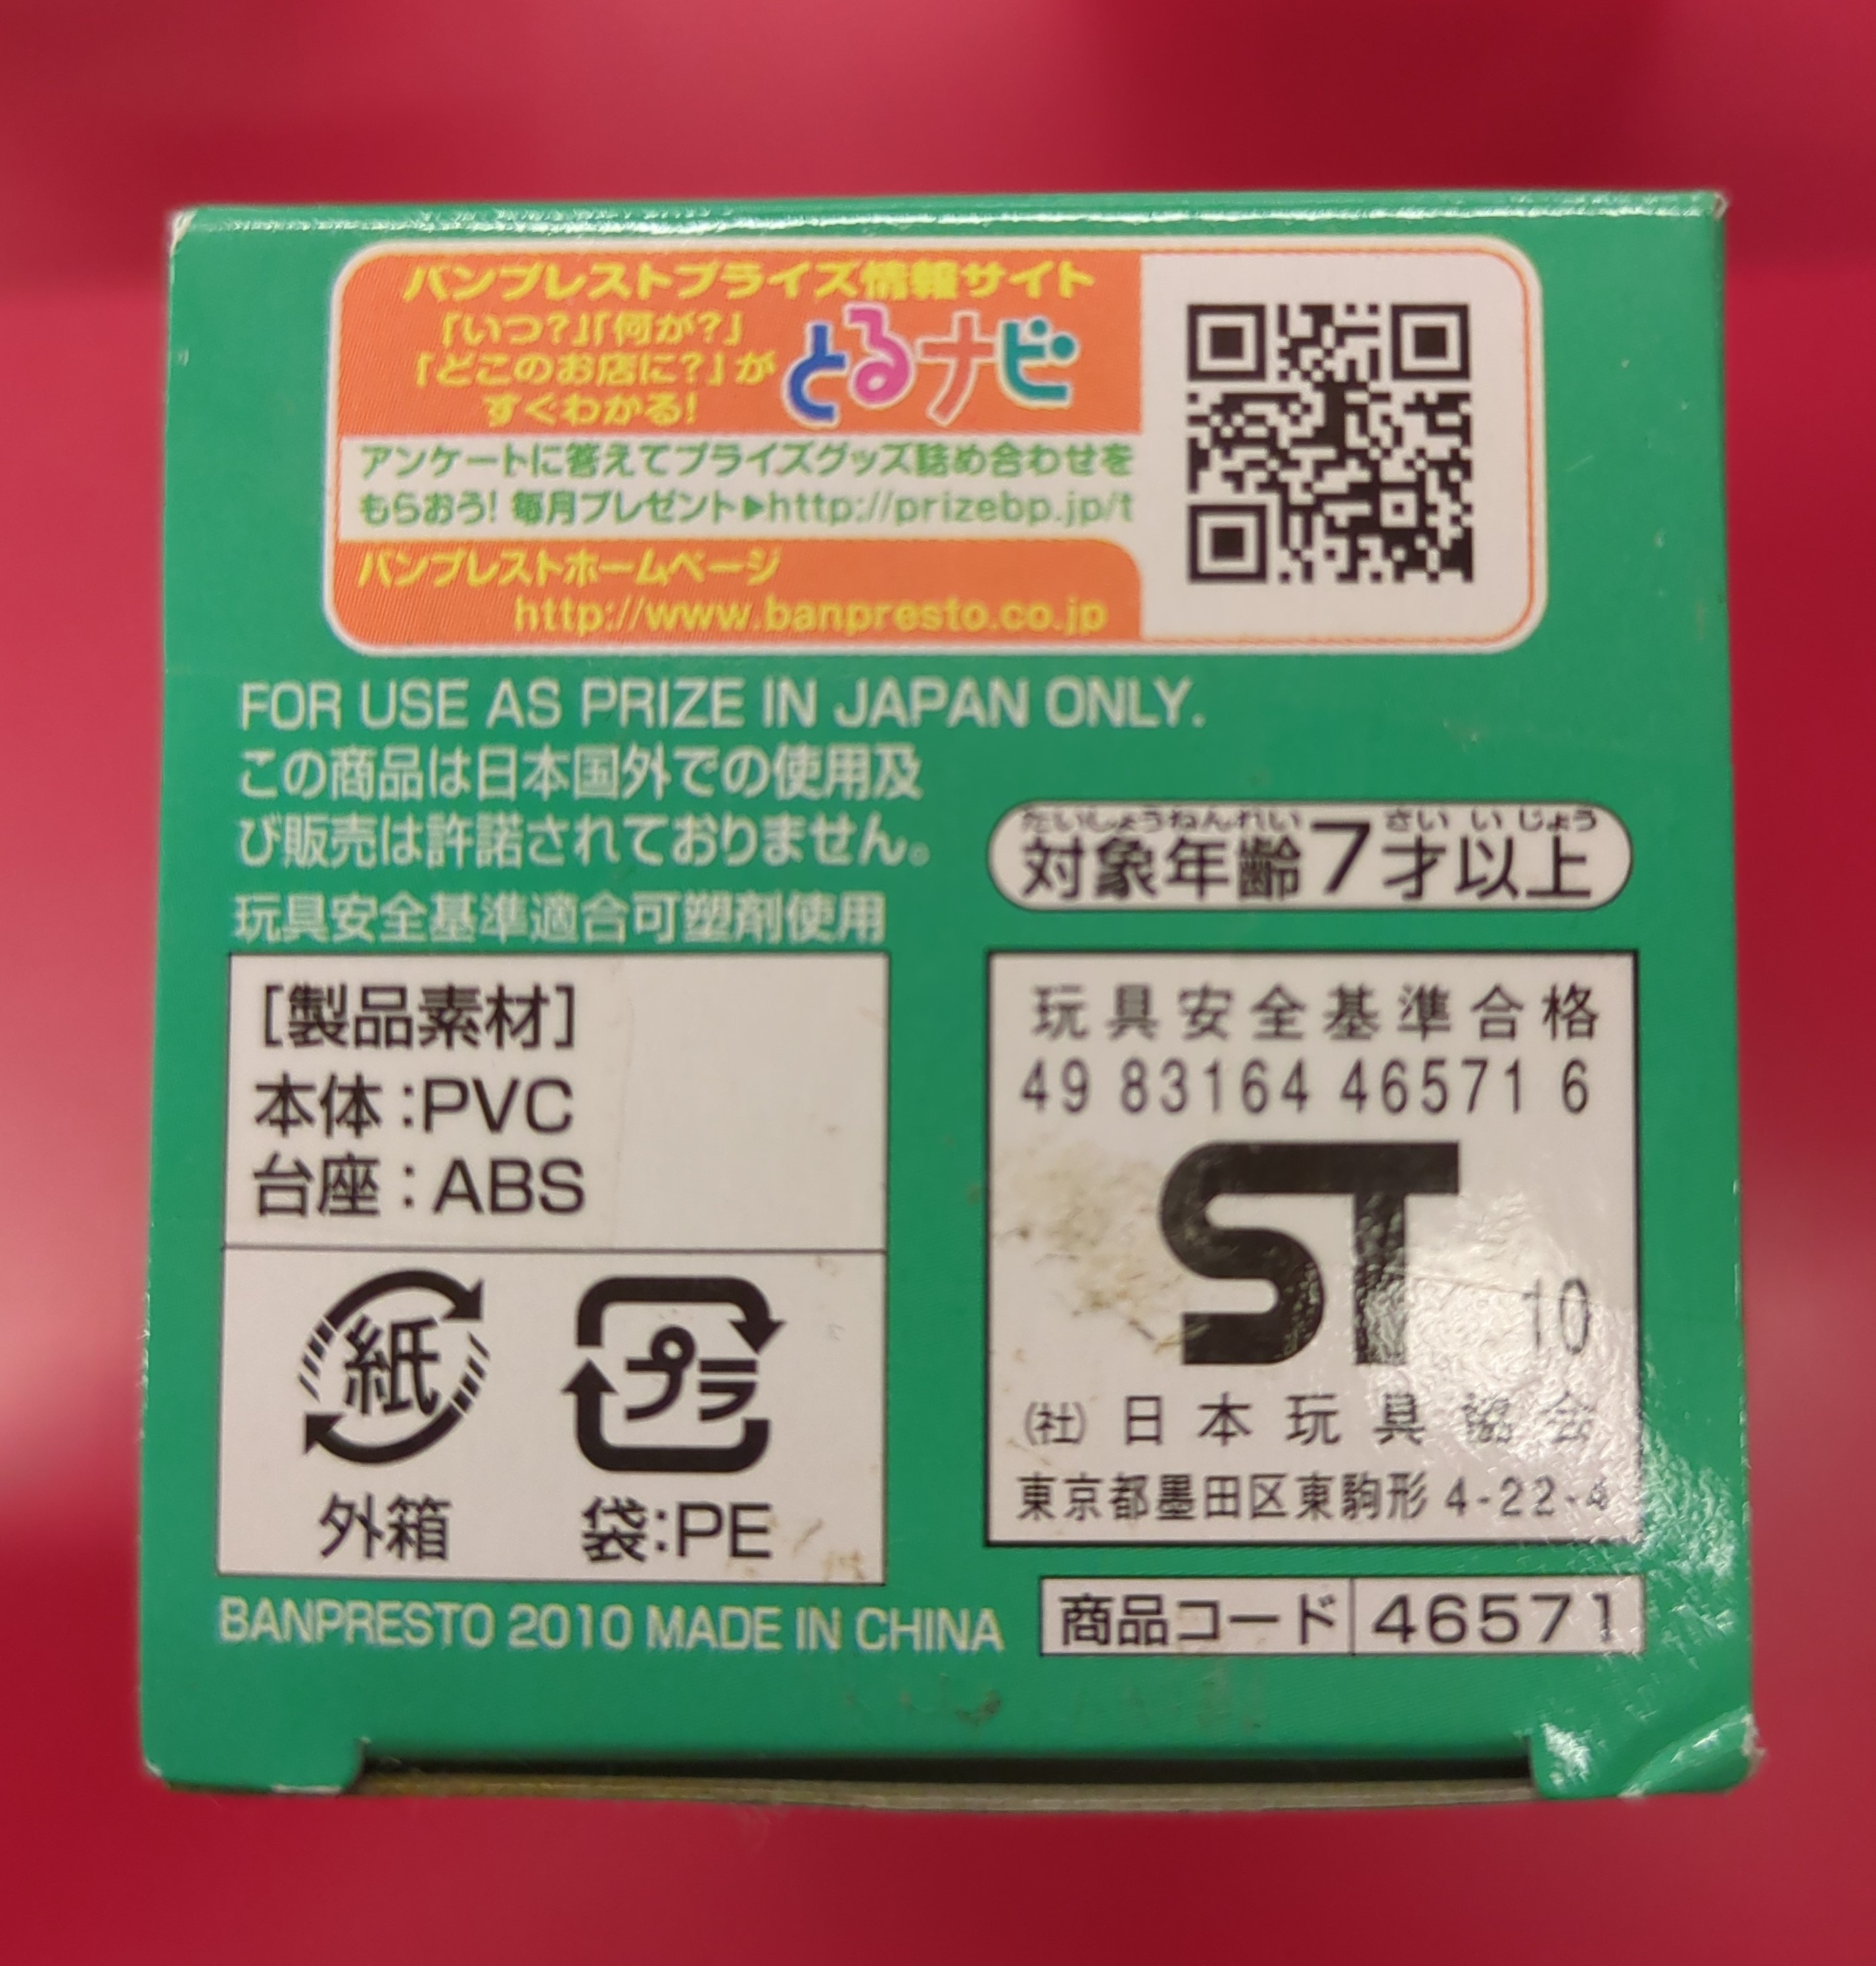 バンプレストプライズ情報サイト
「いつ?」「何が?」
「どこのお店に?」が
すぐわかる!
とるナビ
アンケートに答えてプライズグッズ詰め合わせを
もらおう! 毎月プレゼント▶http://prizebp.jp/t
バンプレストホームページ
http://www.banpresto.co.jp
FOR USE AS PRIZE IN JAPAN ONLY.
この商品は日本国外での使用及
び販売は許諾されておりません。
玩具安全基準適合可塑剤使用
たいしょうねんれい さい いじょう
対象年齢7才以上
[製品素材]
本体:PVC
台座:ABS
紙
プラ
外箱
袋:PE
玩具安全基準合格
49 83164 46571 6
ST
10
(社)日本玩具協会
東京都墨田区東駒形4-22-4
BANPRESTO 2010 MADE IN CHINA
商品コード 46571